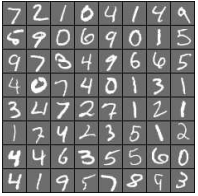 7 2 1 0 4 1 4 9
5 9 0 6 9 0 1 5
9 7 3 4 9 6 6 5
4 0 7 4 0 1 3 1
3 4 7 2 7 1 2 1
1 7 4 2 3 5 1 2
4 4 6 3 5 5 6 0
4 1 9 5 7 8 9 3